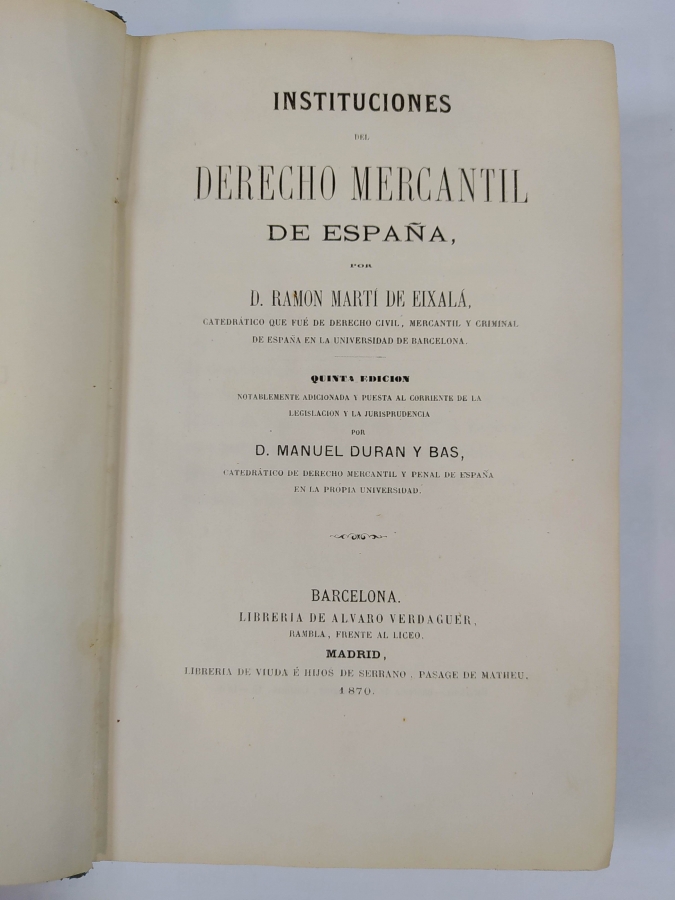 INSTITUCIONES
DEL
DERECHO MERCANTIL
DE ESPAÑA,
POR
D. RAMON MARTÍ DE EIXALÁ,
CATEDRÁTICO QUE FUÉ DE DERECHO CIVIL, MERCANTIL Y CRIMINAL
DE ESPAÑA EN LA UNIVERSIDAD DE BARCELONA.
QUINTA EDICION
NOTABLEMENTE ADICIONADA Y PUESTA AL CORRIENTE DE LA
LEGISLACION Y LA JURISPRUDENCIA
POR
D. MANUEL DURAN Y BAS,
CATEDRÁTICO DE DERECHO MERCANTIL Y PENAL DE ESPAÑA
EN LA PROPIA UNIVERSIDAD.
BARCELONA.
LIBRERIA DE ALVARO VERDAGUER,
RAMBLA, FRENTE AL LICEO.
MADRID,
LIBRERIA DE VIUDA É HIJOS DE SERRANO, PASAGE DE MATHEU.
1870.